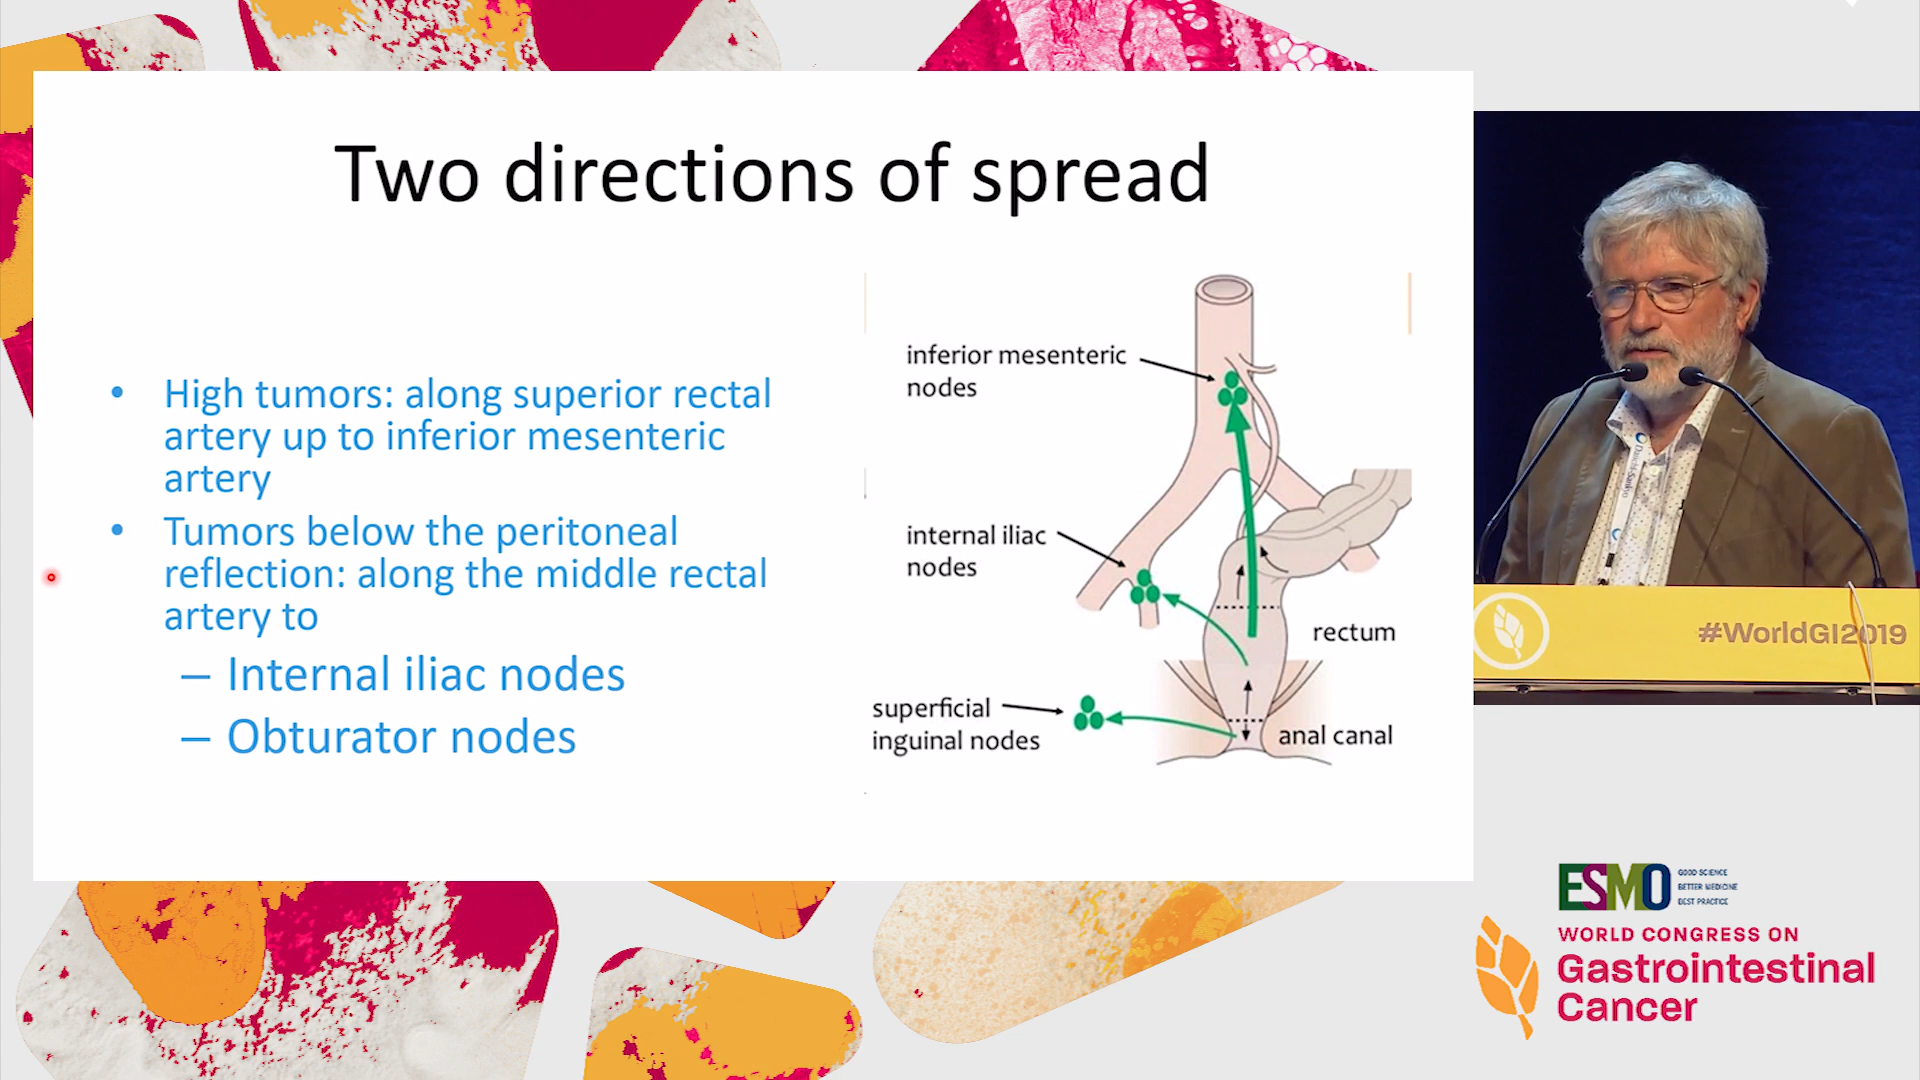 Two directions of spread
• High tumors: along superior rectal
artery up to inferior mesenteric
artery
• Tumors below the peritoneal
reflection: along the middle rectal
artery to
– Internal iliac nodes
– Obturator nodes
inferior mesenteric
nodes
internal iliac
nodes
rectum
superficial
inguinal nodes
anal canal
#WorldGI2019
ESMO
GOOD SCIENCE
BETTER MEDICINE
BEST PRACTICE
WORLD CONGRESS ON
Gastrointestinal
Cancer